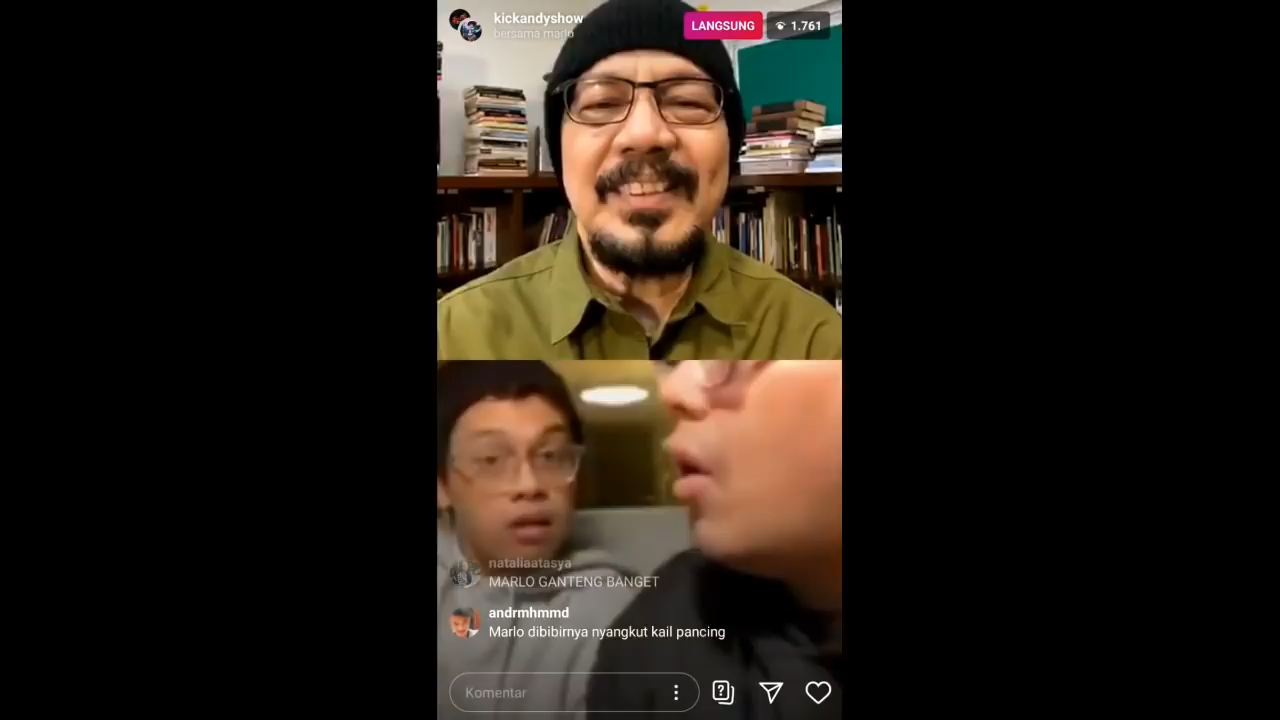 kickandyshow
bersama marlo
LANGSUNG
1.761
nataliaatasya
MARLO GANTENG BANGET
andrmhmmd
Marlo dibibirnya nyangkut kail pancing
Komentar